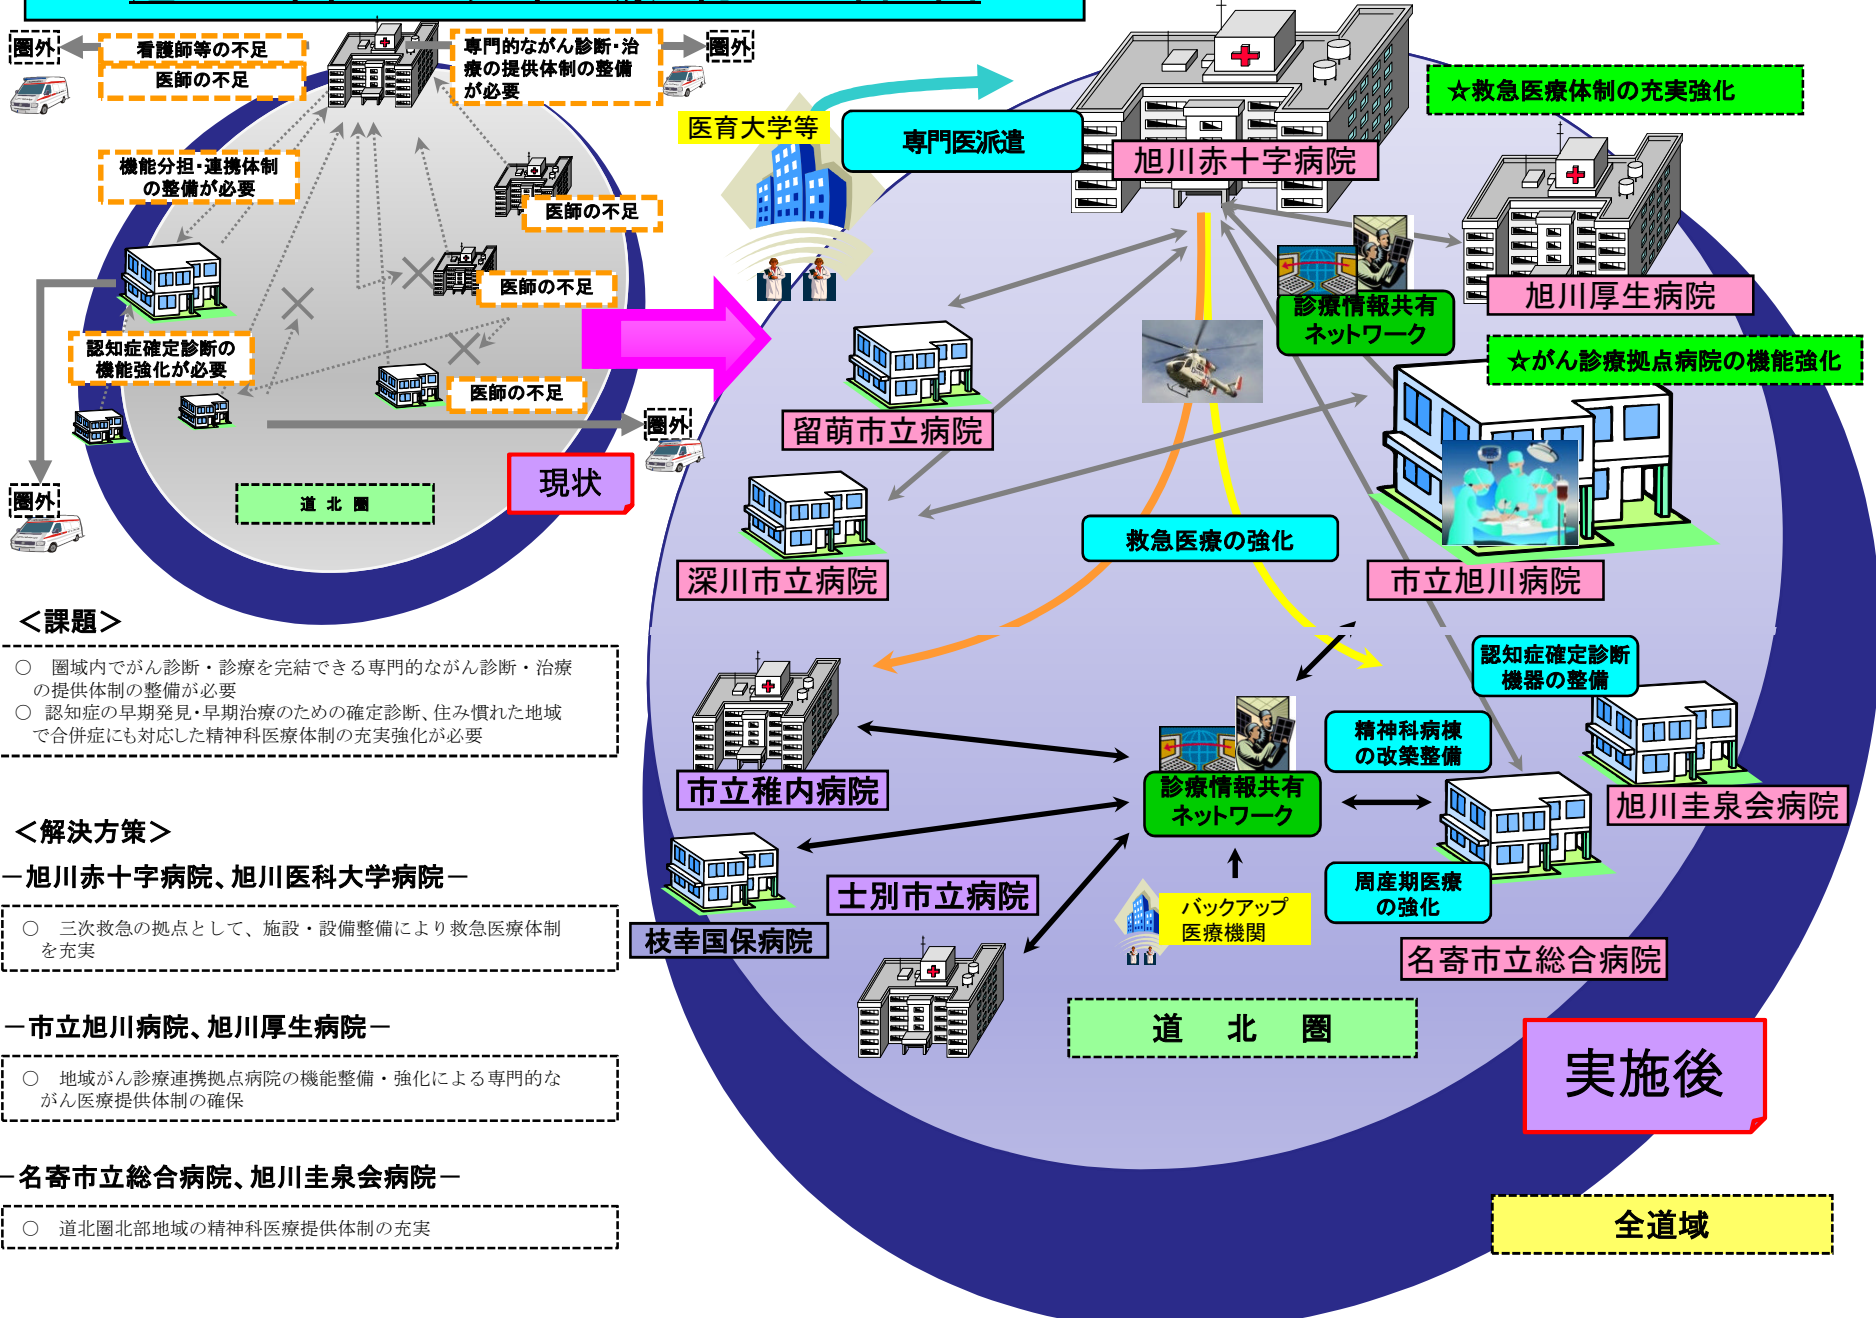 圏外
看護師等の不足
医師の不足
専門的ながん診断・治
療の提供体制の整備
が必要
圏外
機能分担・連携体制
の整備が必要
医師の不足
医師の不足
認知症確定診断の
機能強化が必要
医師の不足
圏外
圏外
現状
道 北 圏
＜課題＞
○ 圏域内でがん診断・診療を完結できる専門的ながん診断・治療
の提供体制の整備が必要
○ 認知症の早期発見・早期治療のための確定診断、住み慣れた地域
で合併症にも対応した精神科医療体制の充実強化が必要
＜解決方策＞
－旭川赤十字病院、旭川医科大学病院－
○ 三次救急の拠点として、施設・設備整備により救急医療体制
を充実
－市立旭川病院、旭川厚生病院－
○ 地域がん診療連携拠点病院の機能整備・強化による専門的な
がん医療提供体制の確保
－名寄市立総合病院、旭川圭泉会病院－
○ 道北圏北部地域の精神科医療提供体制の充実
医育大学等
専門医派遣
旭川赤十字病院
☆救急医療体制の充実強化
旭川厚生病院
診療情報共有
ネットワーク
☆がん診療拠点病院の機能強化
留萌市立病院
深川市立病院
救急医療の強化
市立旭川病院
認知症確定診断
機器の整備
精神科病棟
の改築整備
旭川圭泉会病院
市立稚内病院
診療情報共有
ネットワーク
周産期医療
の強化
士別市立病院
バックアップ
医療機関
枝幸国保病院
名寄市立総合病院
道 北 圏
実施後
全道域